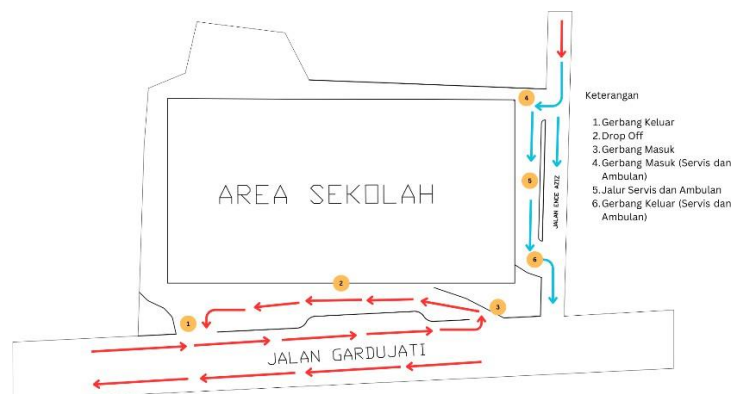 4
Keterangan
1. Gerbang Keluar
2. Drop Off
3. Gerbang Masuk
4. Gerbang Masuk (Servis dan
Ambulan)
5. Jalur Servis dan Ambulan
6. Gerbang Keluar (Servis dan
Ambulan)
AREA SEKOLAH
5
JALAN ENCE AZIZ
6
2
3
1
JALAN GARDUJATI